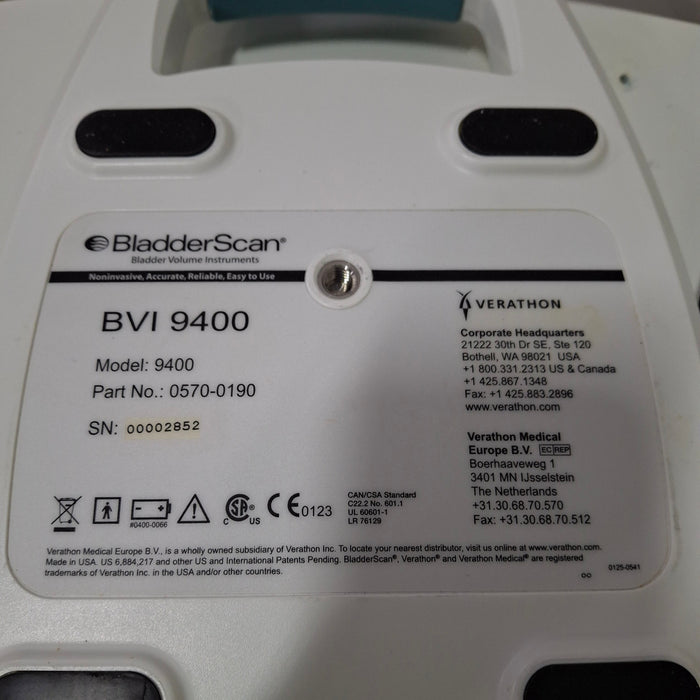 BladderScan®
Bladder Volume Instruments
Noninvasive, Accurate, Reliable, Easy to Use
BVI 9400
Model: 9400
Part No.: 0570-0190
SN: 00002852
VERATHON
Corporate Headquarters
21222 30th Dr SE, Ste 120
Bothell, WA 98021 USA
+1 800.331.2313 US & Canada
+1 425.867.1348
Fax: +1 425.883.2896
www.verathon.com
Verathon Medical
Europe B.V. EC REP
Boerhaaveweg 1
3401 MN IJsselstein
The Netherlands
+31.30.68.70.570
Fax: +31.30.68.70.512
#0400-0066
C SA US
CE 0123
CAN/CSA Standard
C22.2 No. 601.1
UL 60601-1
LR 76129
Verathon Medical Europe B.V., is a wholly owned subsidiary of Verathon Inc. To locate your nearest distributor, visit us online at www.verathon.com.
Made in USA. US 6,884,217 and other US and International Patents Pending. BladderScan®, Verathon® and Verathon Medical® are registered
trademarks of Verathon Inc. in the USA and/or other countries.
0125-0541